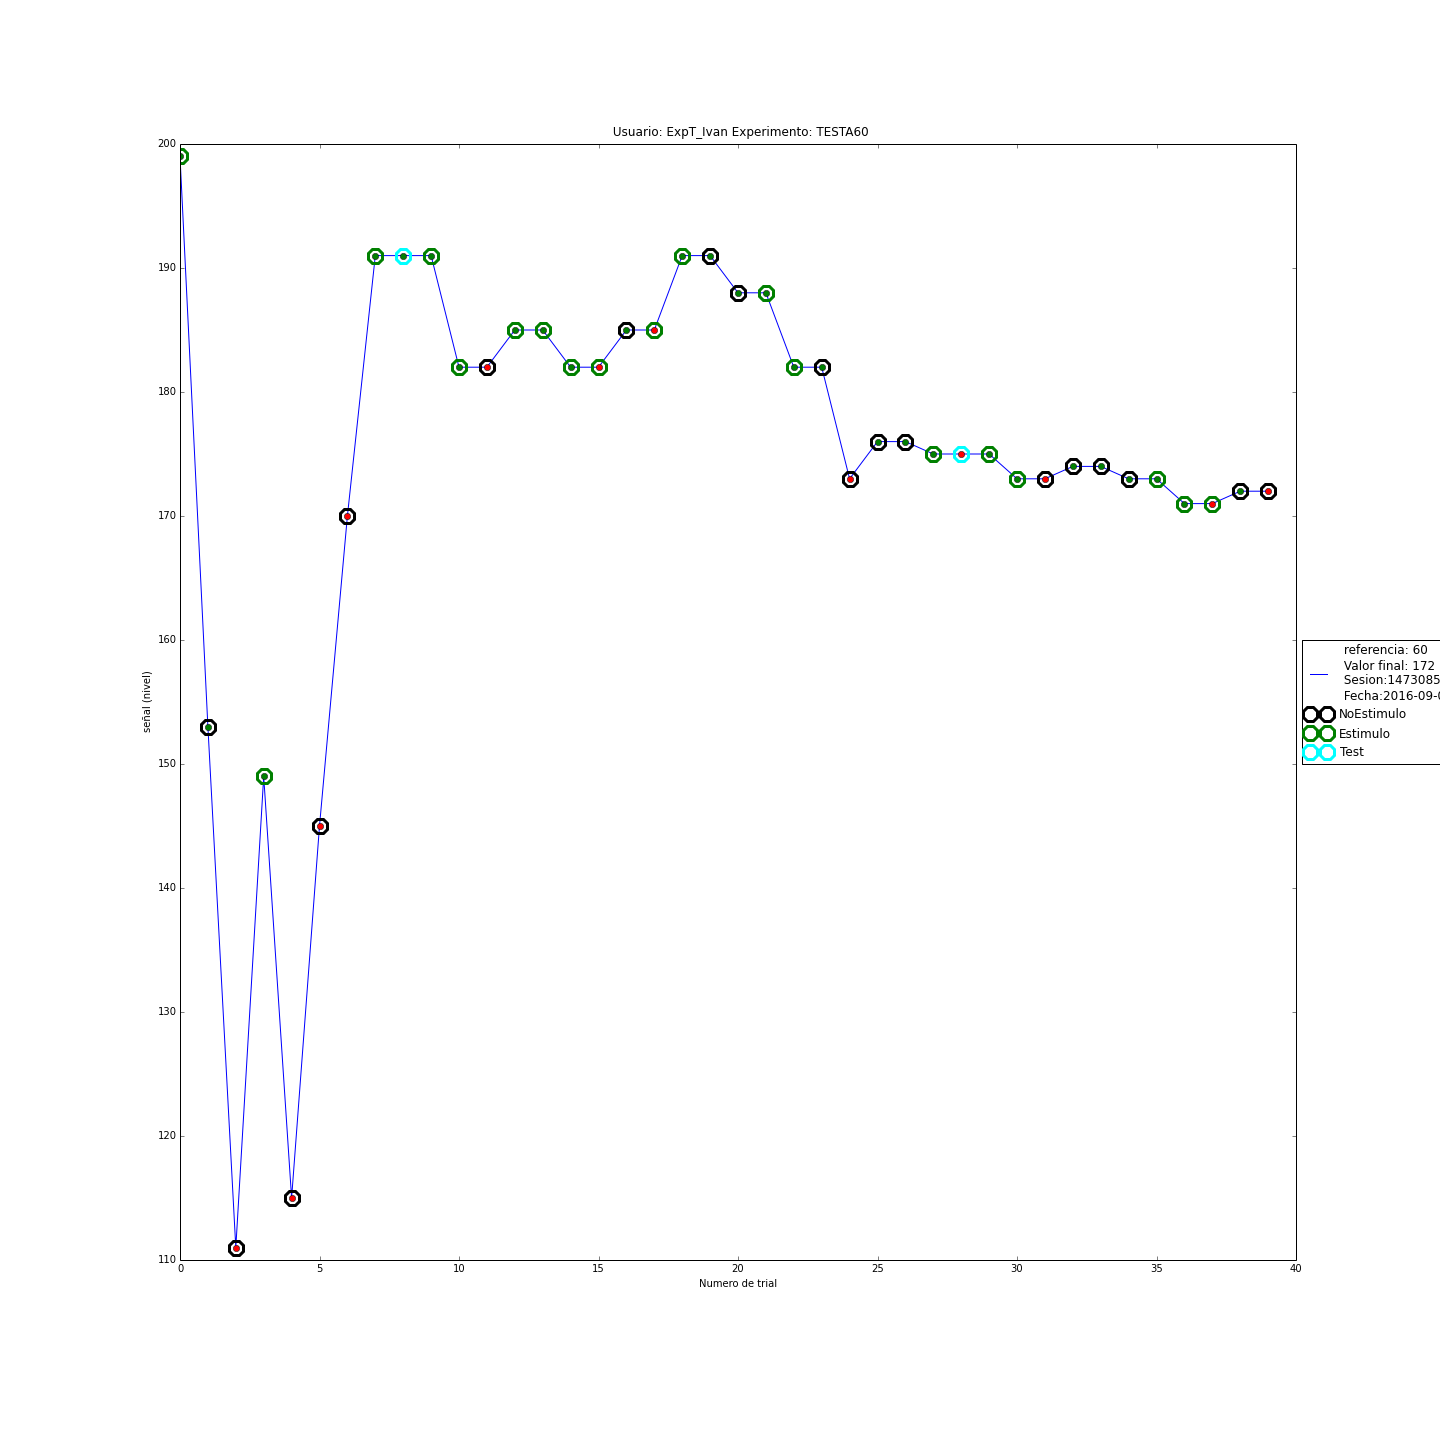 Usuario: ExpT_Ivan Experimento: TESTA60
200
190
180
170
160
150
140
130
120
110
señal (nivel)
0 5 10 15 20 25 30 35 40
Numero de trial
referencia: 60
Valor final: 172
Sesion:1473085
Fecha:2016-09-0
NoEstimulo
Estimulo
Test